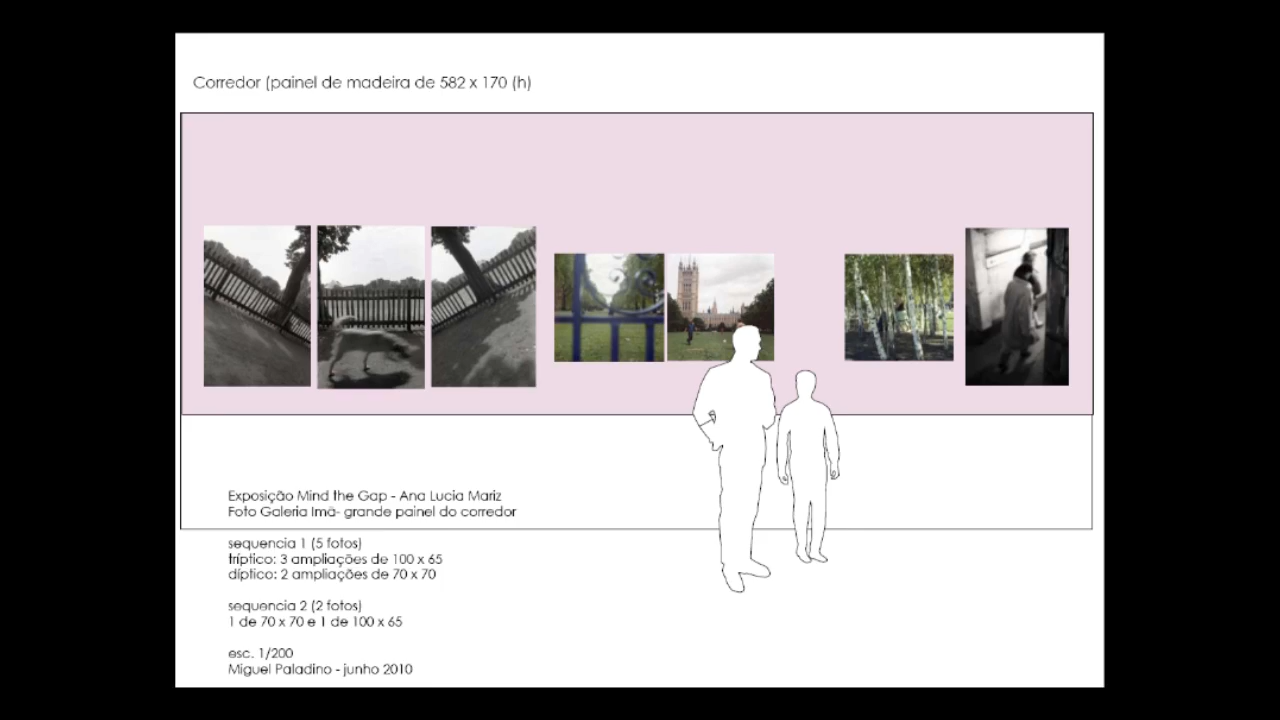 Corredor (painel de madeira de 582 x 170 (h)
Exposição Mind the Gap - Ana Lucia Mariz
Foto Galeria Imã- grande painel do corredor
sequencia 1 (5 fotos)
tríptico: 3 ampliações de 100 x 65
díptico: 2 ampliações de 70 x 70
sequencia 2 (2 fotos)
1 de 70 x 70 e 1 de 100 x 65
esc. 1/200
Miguel Paladino - junho 2010